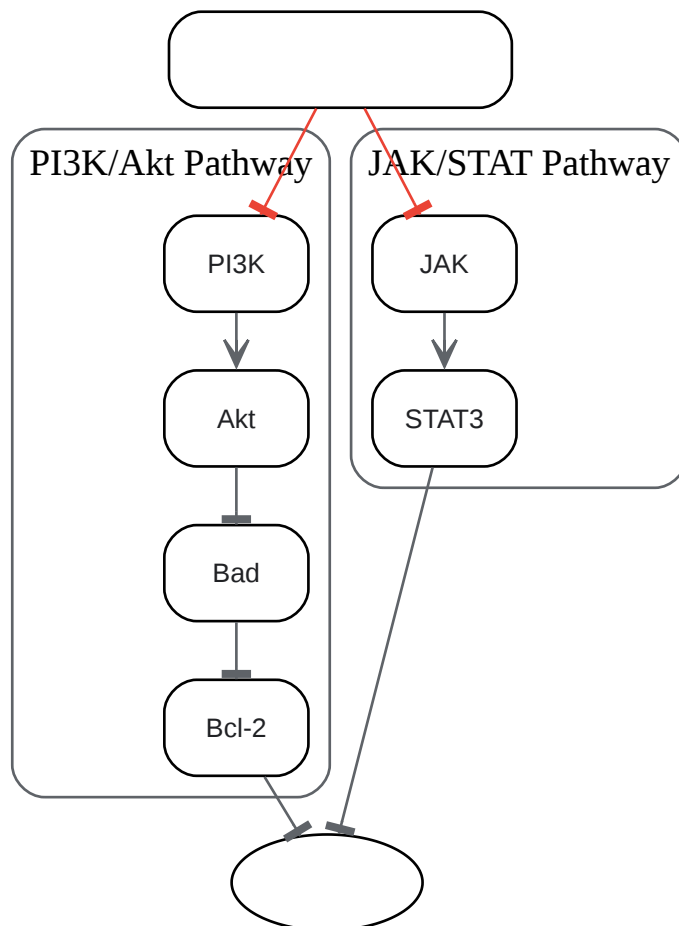 PI3K/Akt Pathway
JAK/STAT Pathway
PI3K
JAK
Akt
STAT3
Bad
Bcl-2